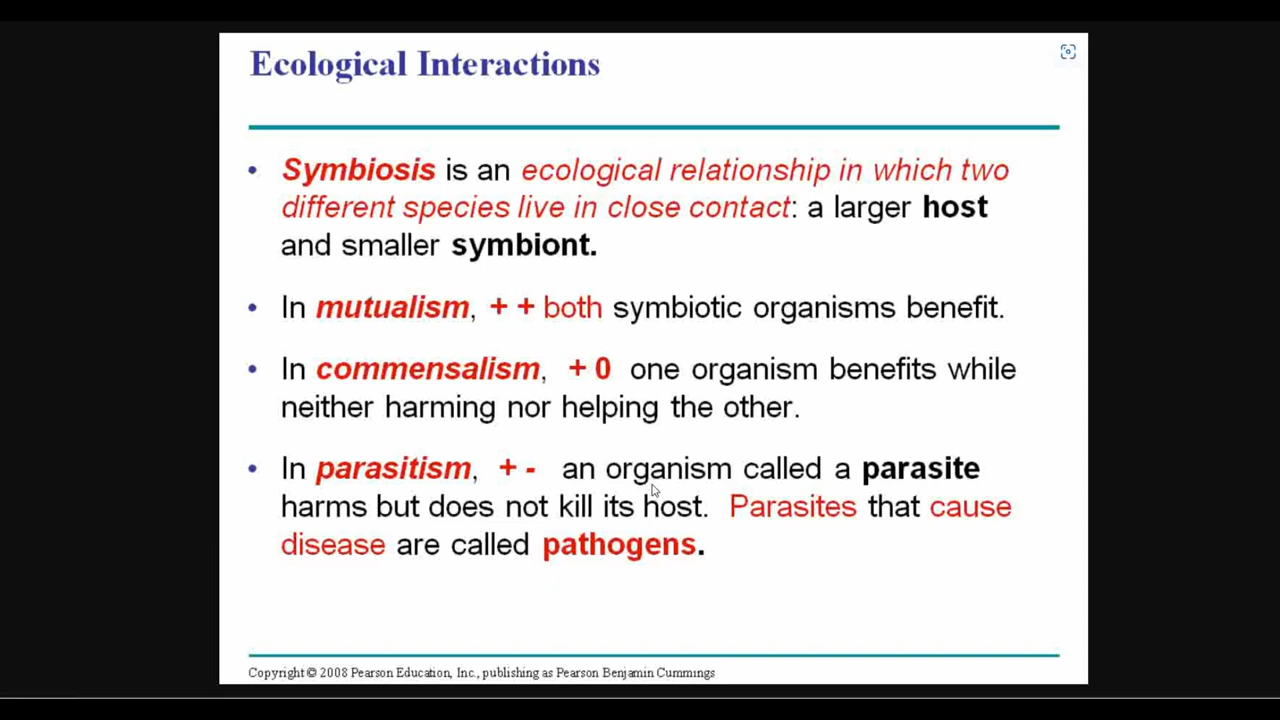 Ecological Interactions
• Symbiosis is an ecological relationship in which two
different species live in close contact: a larger host
and smaller symbiont.
• In mutualism, + + both symbiotic organisms benefit.
• In commensalism, + 0 one organism benefits while
neither harming nor helping the other.
• In parasitism, + - an organism called a parasite
harms but does not kill its host. Parasites that cause
disease are called pathogens.
Copyright © 2008 Pearson Education, Inc., publishing as Pearson Benjamin Cummings